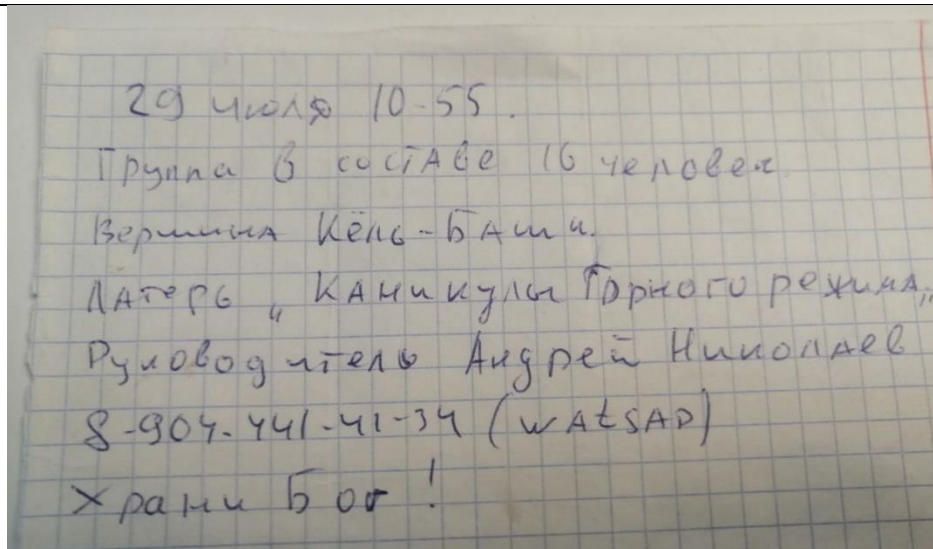 29 июля 10-55.
Группа в составе 16 человек
Вершина Кёль-Баши.
Лагерь „Каникулы Горного режима„
Руководитель Андрей Николаев
8-904-441-41-34 (watsap)
Храни Бог!